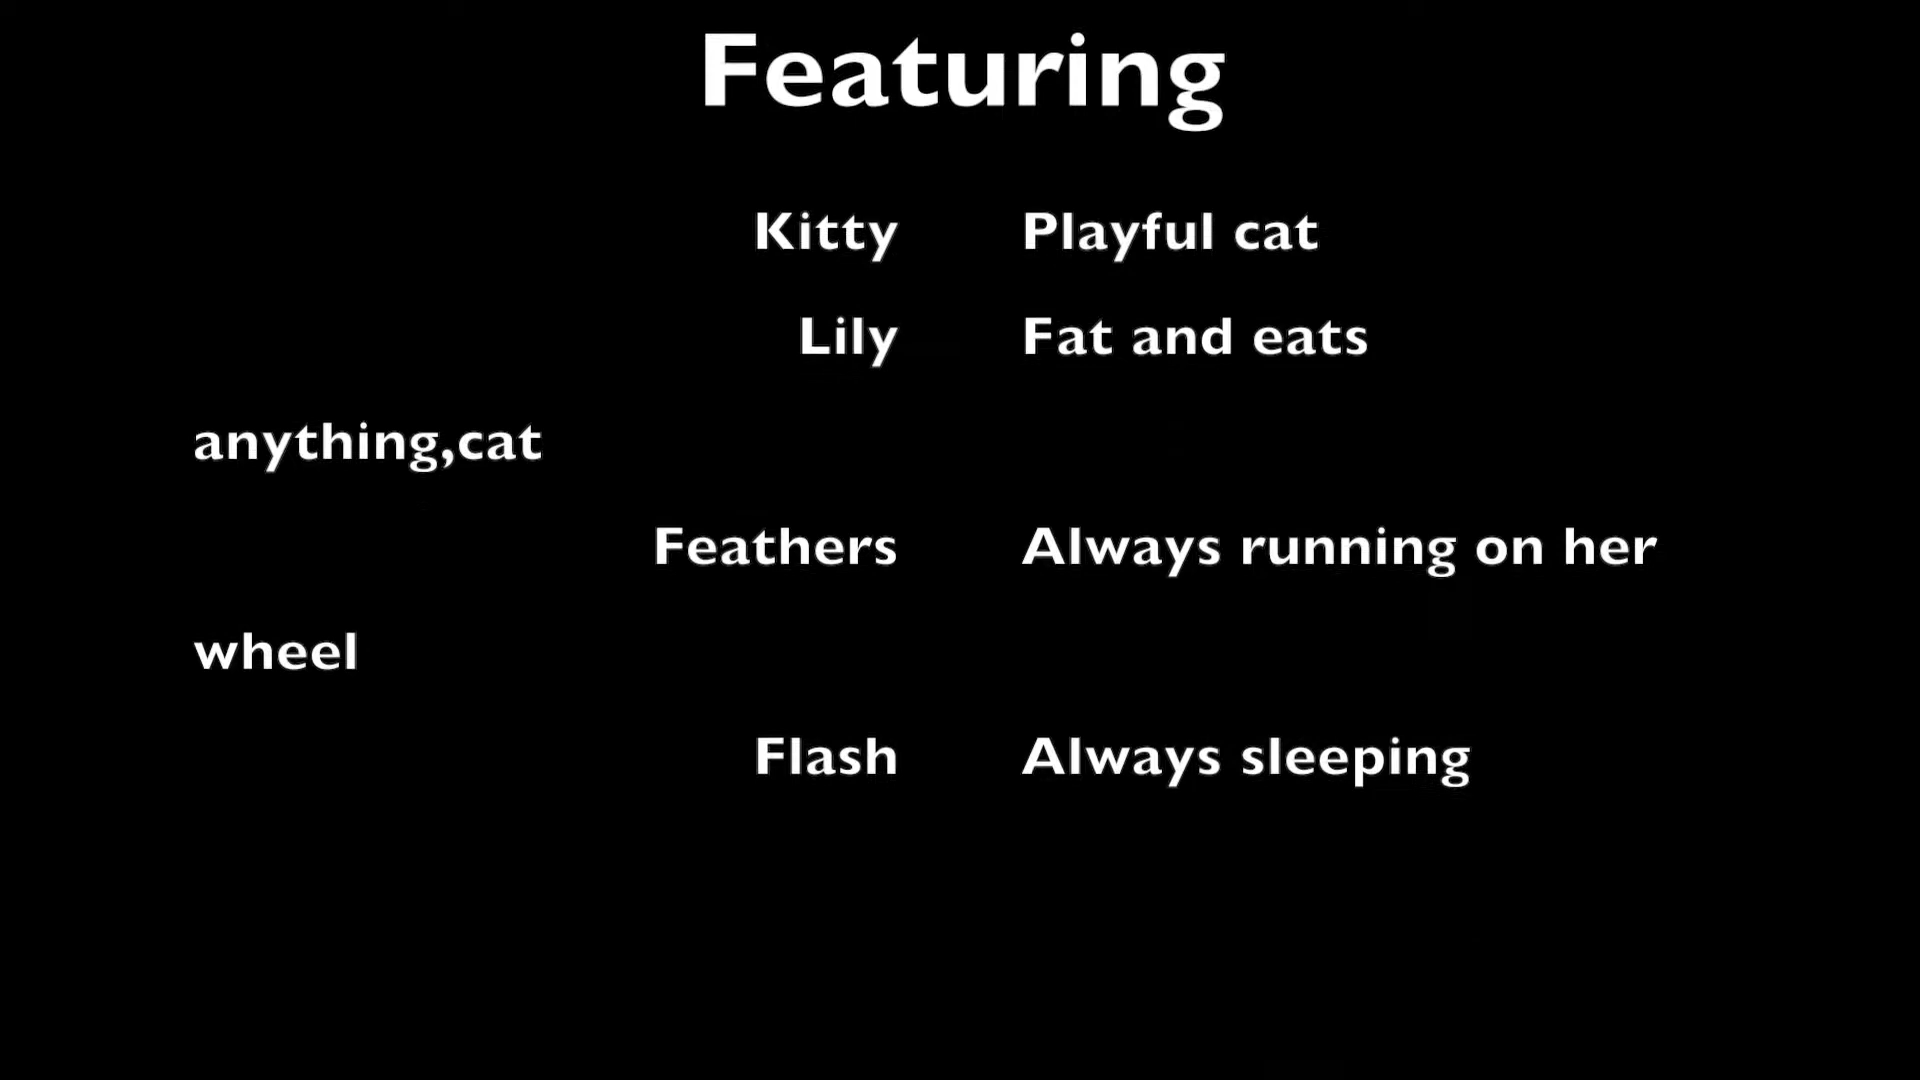 Featuring
Kitty Playful cat
Lily Fat and eats
anything,cat
Feathers Always running on her
wheel
Flash Always sleeping